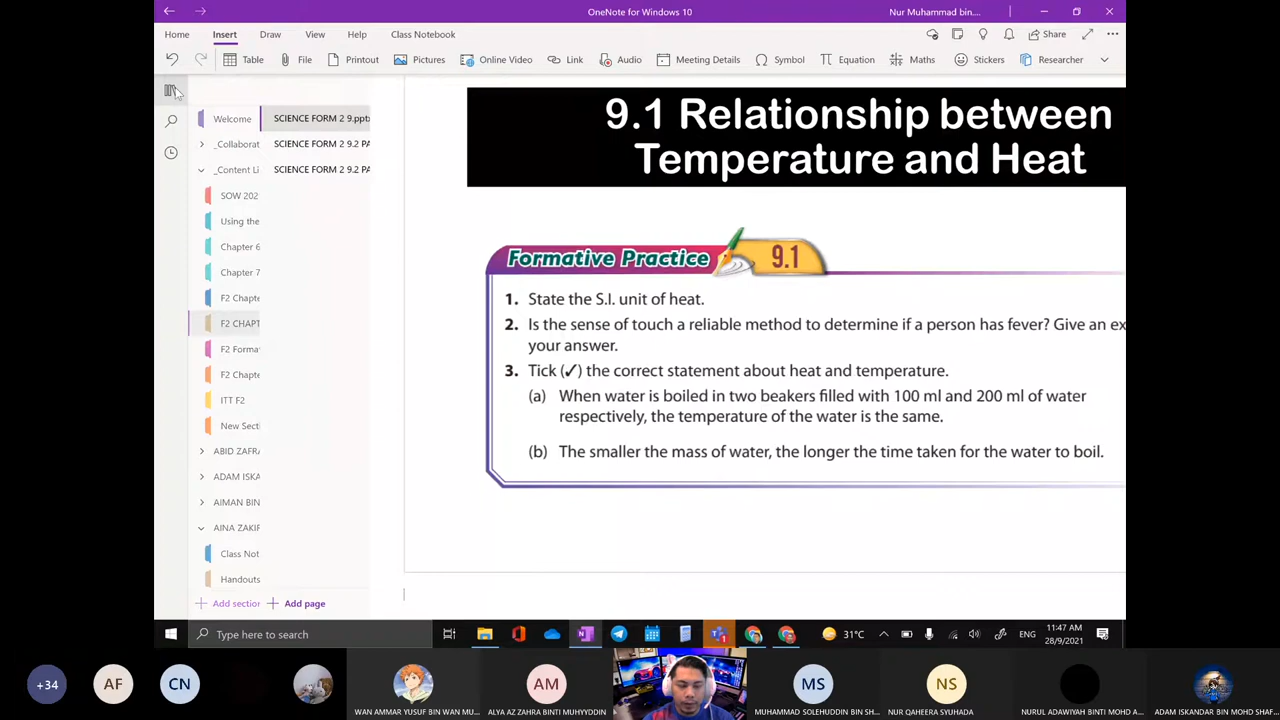 OneNote for Windows 10
Nur Muhammad bin....
Home Insert Draw View Help Class Notebook
Share
Table File Printout Pictures Online Video Link Audio Meeting Details Symbol Equation Maths Stickers Researcher
Welcome
_Collaborat
_Content Li
SOW 202
Using the
Chapter 6
Chapter 7
F2 Chapte
F2 CHAPT
F2 Forma
F2 Chapte
ITT F2
New Secti
ABID ZAFRA
ADAM ISKA
AIMAN BIN
AINA ZAKIF
Class Not
Handouts
Add section
SCIENCE FORM 2 9.ppt
SCIENCE FORM 2 9.2 PA
SCIENCE FORM 2 9.2 PA
Add page
9.1 Relationship between
Temperature and Heat
Formative Practice 9.1
1. State the S.I. unit of heat.
2. Is the sense of touch a reliable method to determine if a person has fever? Give an ex
your answer.
3. Tick (✓) the correct statement about heat and temperature.
(a) When water is boiled in two beakers filled with 100 ml and 200 ml of water
respectively, the temperature of the water is the same.
(b) The smaller the mass of water, the longer the time taken for the water to boil.
Type here to search
31°C
ENG
11:47 AM
28/9/2021
+34
AF
CN
WAN AMMAR YUSUF BIN WAN MU...
AM
ALYA AZ ZAHRA BINTI MUHYYDDIN
MS
MUHAMMAD SOLEHUDDIN BIN SH...
NS
NUR QAHEERA SYUHADA
NURUL ADAWIYAH BINTI MOHD A...
ADAM ISKANDAR BIN MOHD SHAF...